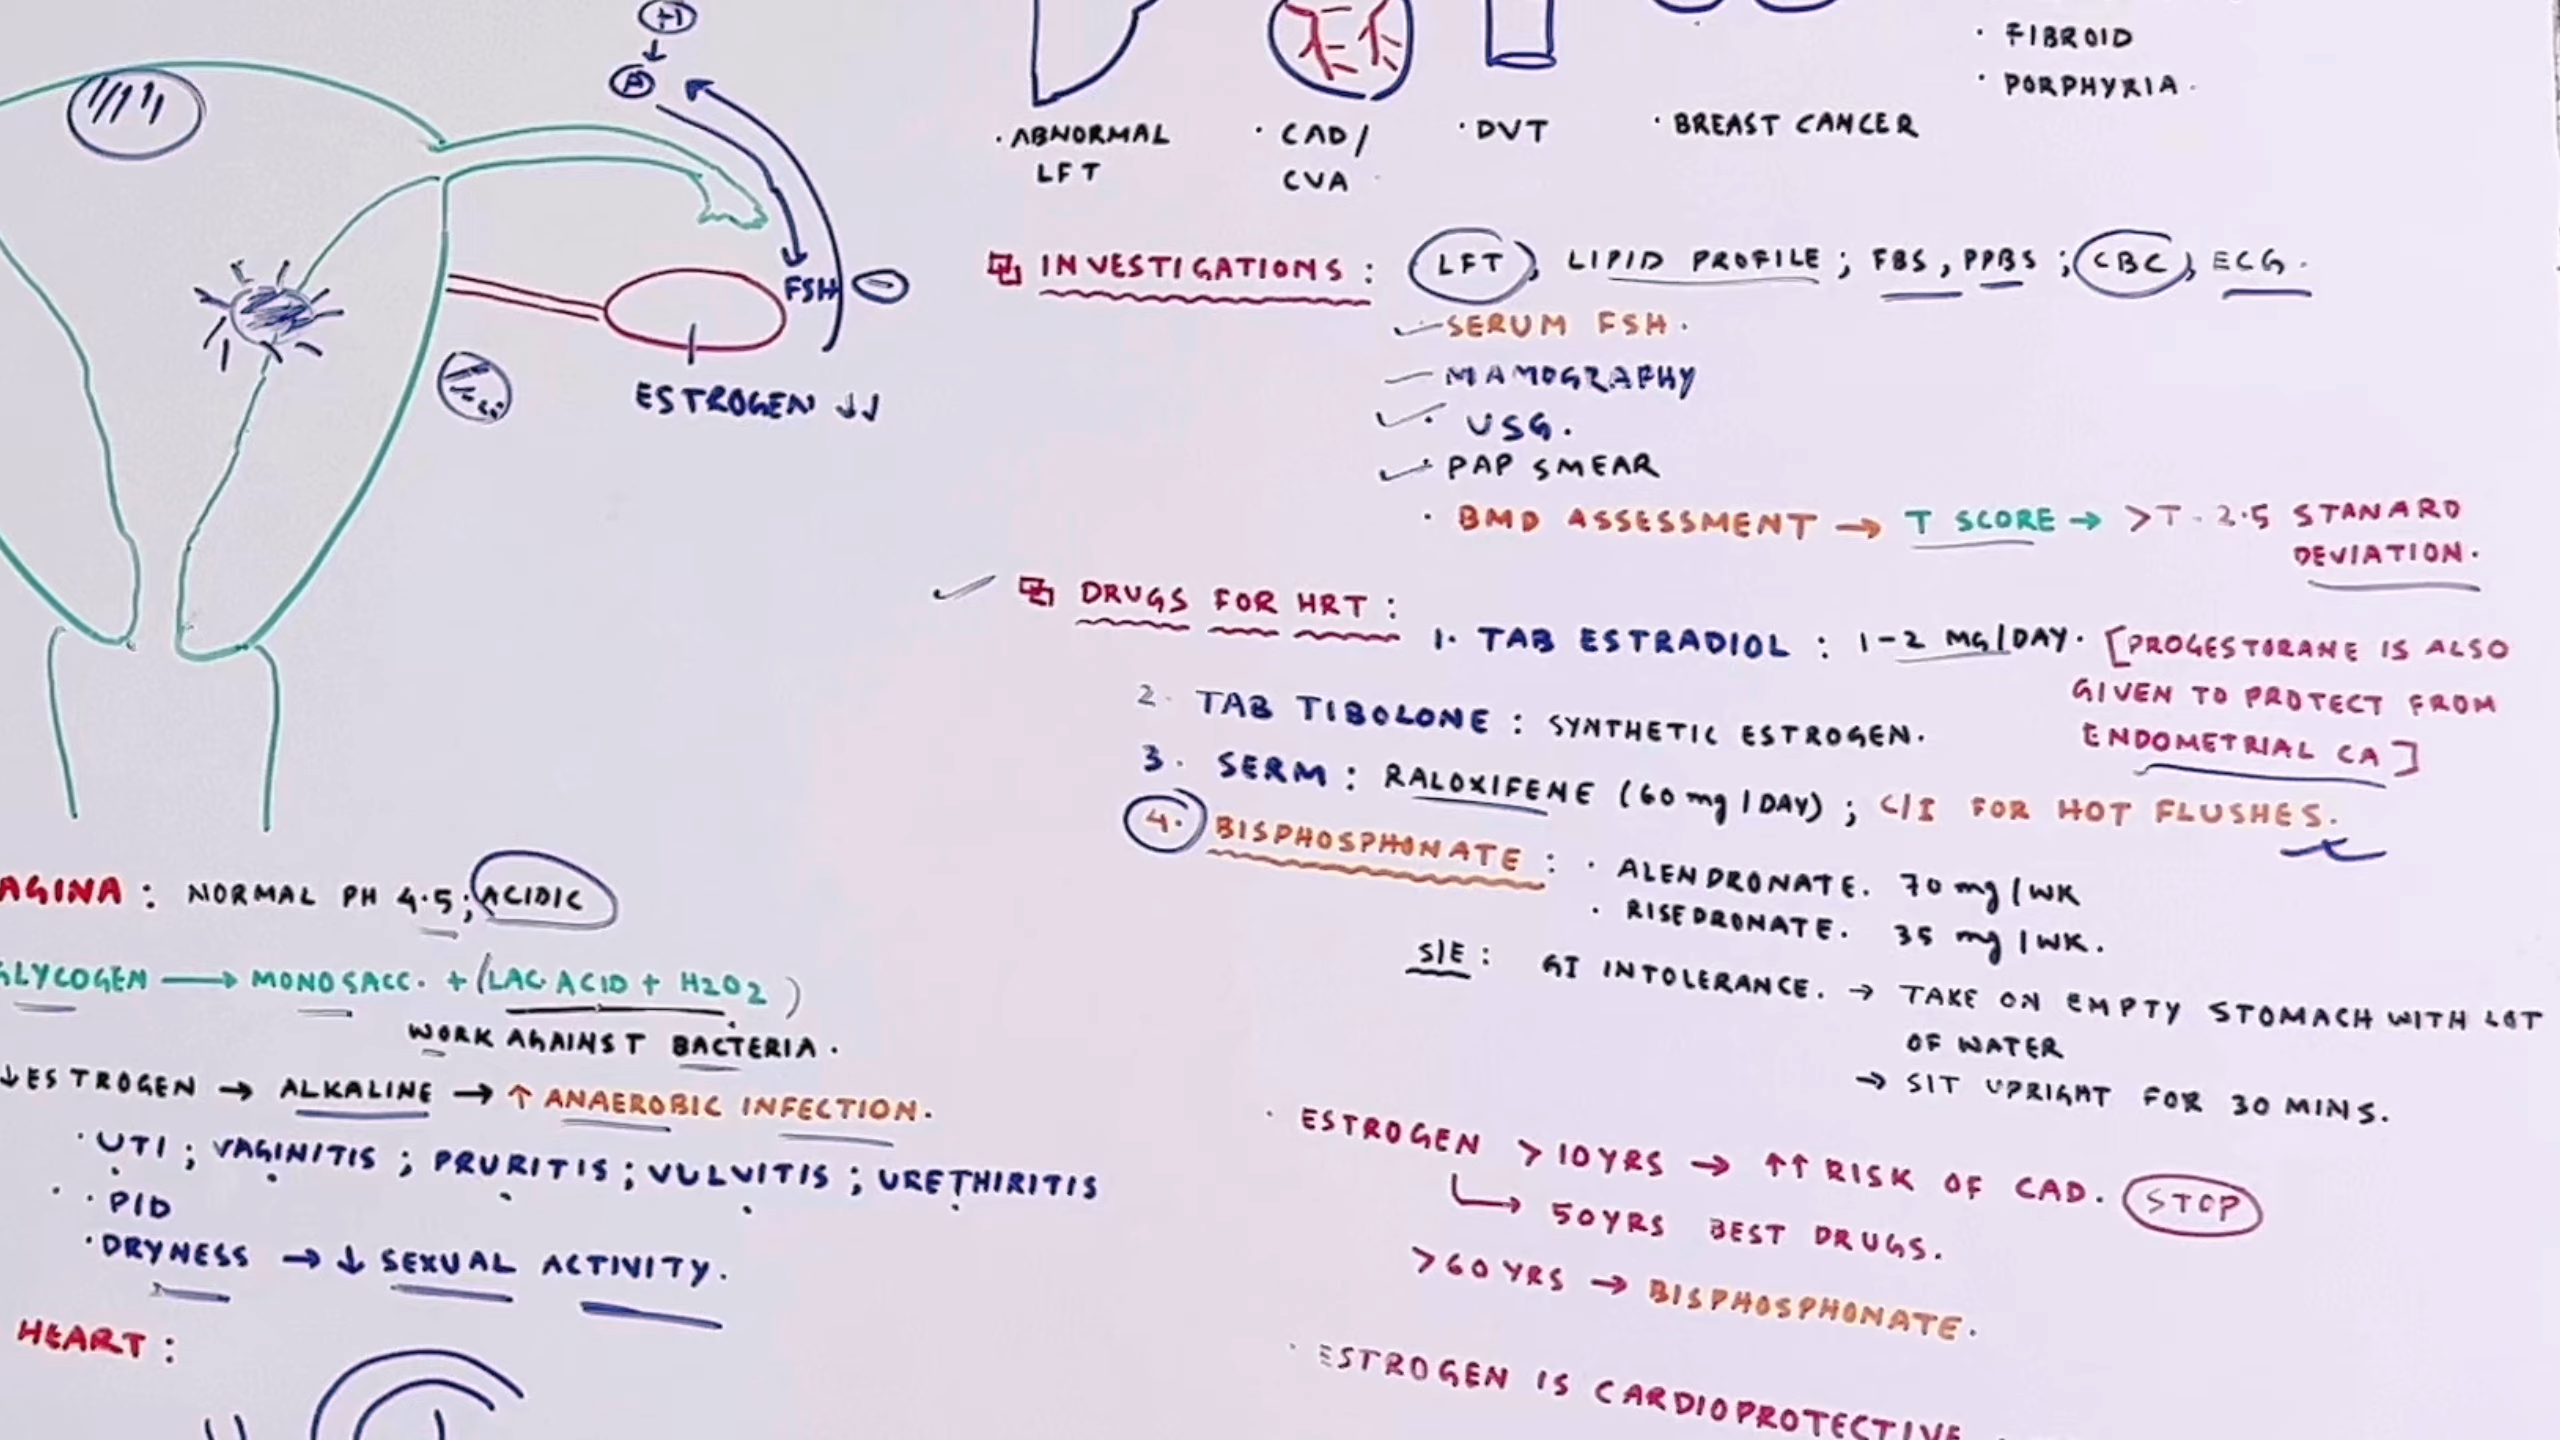 H
A
FSH
ESTROGEN ↓↓
AGINA : NORMAL PH 4.5; ACIDIC
GLYCOGEN → MONOSACC. + (LAC. ACID + H2O2)
WORK AGAINST BACTERIA.
↓ESTROGEN → ALKALINE → ↑ ANAEROBIC INFECTION.
· UTI ; VAGINITIS ; PRURITIS ; VULVITIS ; URETHIRITIS
· PID
· DRYNESS → ↓ SEXUAL ACTIVITY.
HEART :
· FIBROID
· PORPHYRIA.
· ABNORMAL
LFT
· CAD/
CVA
· DVT
· BREAST CANCER
INVESTIGATIONS : LFT, LIPID PROFILE ; FBS, PPBS ; CBC, ECG.
SERUM FSH.
MAMOGRAPHY
· USG.
PAP SMEAR
· BMD ASSESSMENT → T SCORE → >T-2.5 STANARD
DEVIATION.
DRUGS FOR HRT :
1. TAB ESTRADIOL : 1-2 MG/DAY. [PROGESTORANE IS ALSO
GIVEN TO PROTECT FROM
ENDOMETRIAL CA]
2. TAB TIBOLONE : SYNTHETIC ESTROGEN.
3. SERM : RALOXIFENE (60 mg/DAY) ; C/I FOR HOT FLUSHES.
4. BISPHOSPHONATE : · ALENDRONATE. 70 mg/WK
· RISEDRONATE. 35 mg/WK.
S/E : GI INTOLERANCE. → TAKE ON EMPTY STOMACH WITH LOT
OF WATER
→ SIT UPRIGHT FOR 30 MINS.
· ESTROGEN > 10YRS → ↑↑ RISK OF CAD. STOP
↳ 50YRS BEST DRUGS.
>60 YRS → BISPHOSPHONATE.
· ESTROGEN IS CARDIOPROTECTIVE